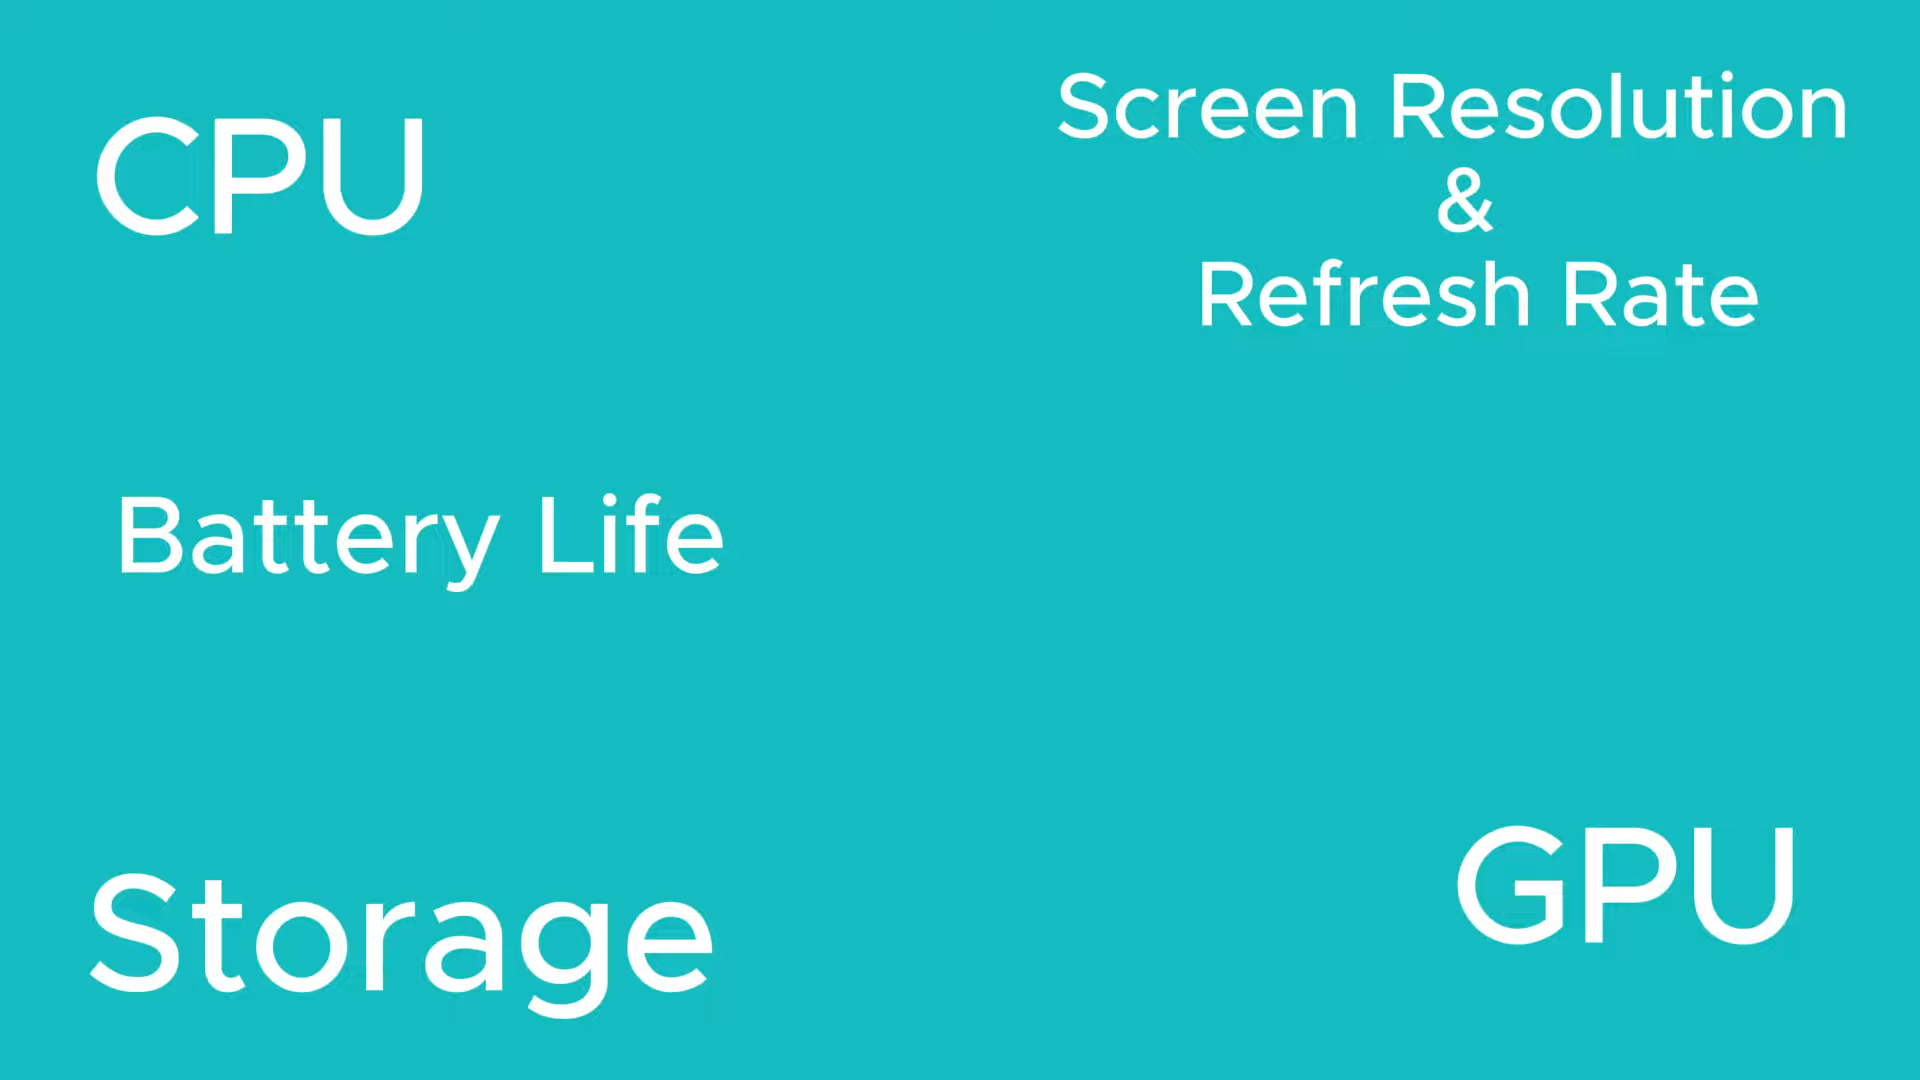 CPU
Screen Resolution
&
Refresh Rate
Battery Life
Storage
GPU